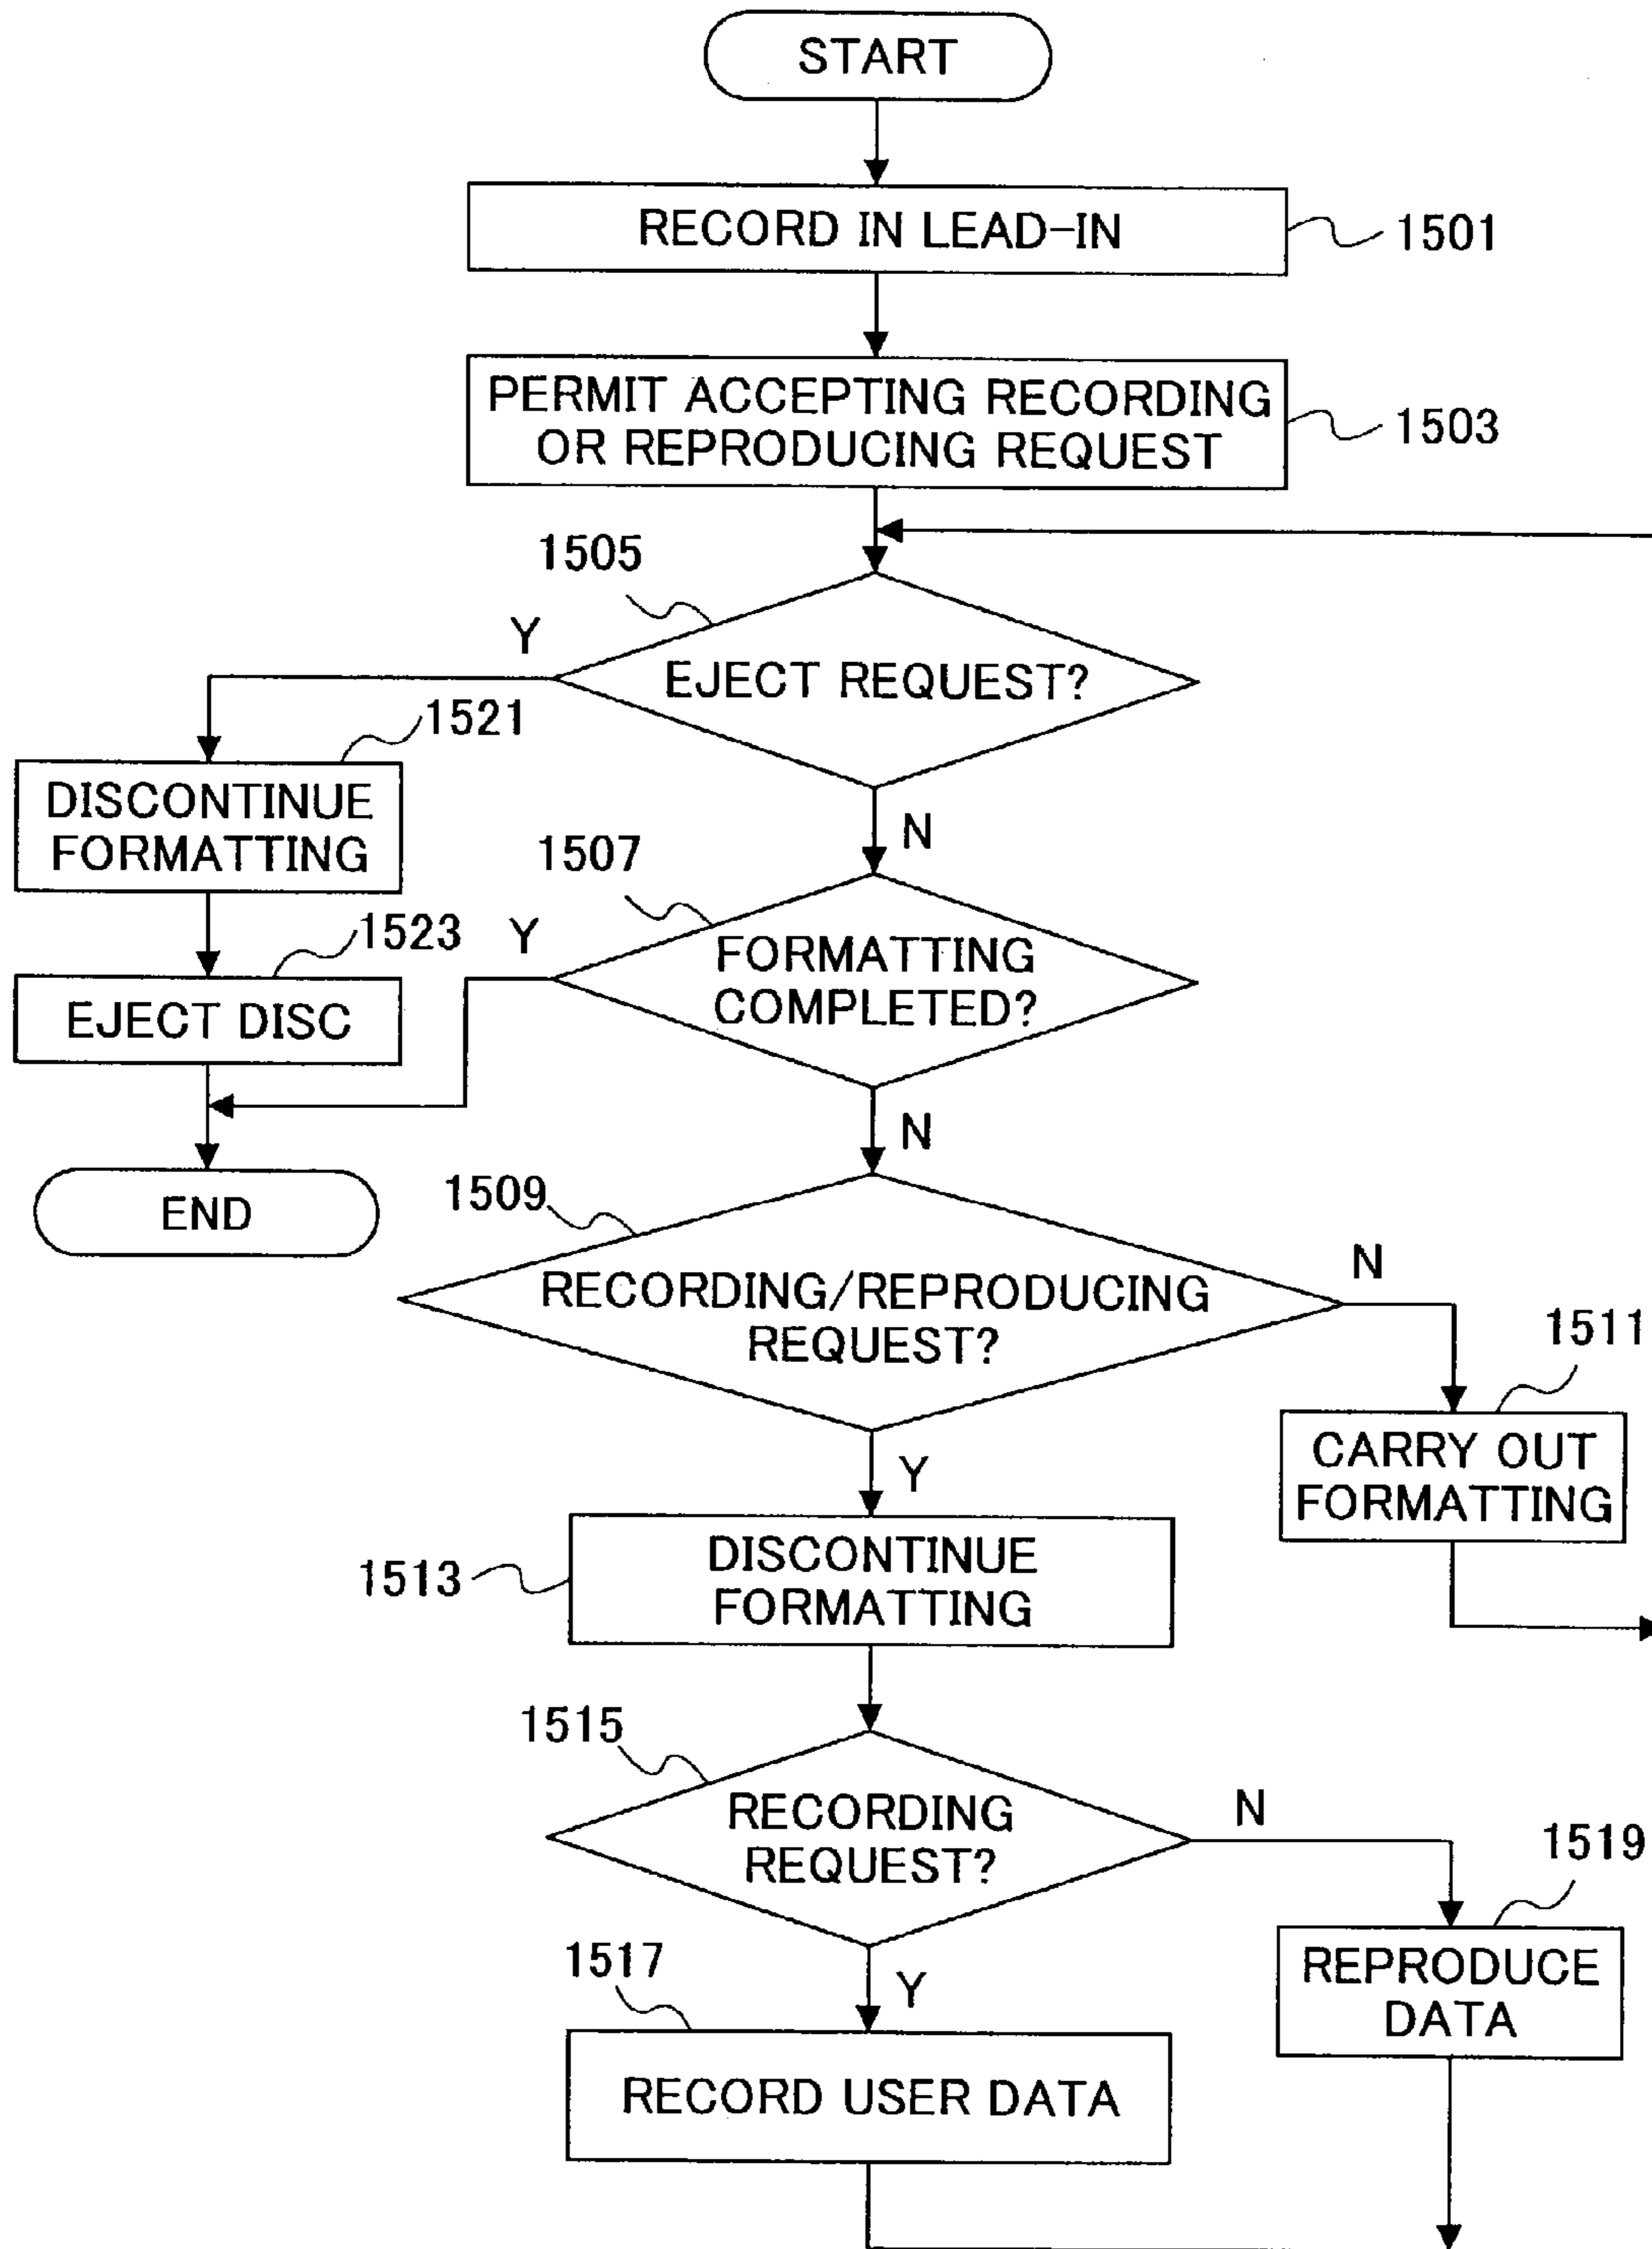 START
RECORD IN LEAD-IN
1501
PERMIT ACCEPTING RECORDING
OR REPRODUCING REQUEST
1503
1505
Y
EJECT REQUEST?
N
1521
DISCONTINUE
FORMATTING
1523
EJECT DISC
END
1507
Y
FORMATTING
COMPLETED?
N
1509
RECORDING/REPRODUCING
REQUEST?
N
1511
CARRY OUT
FORMATTING
Y
1513
DISCONTINUE
FORMATTING
1515
RECORDING
REQUEST?
N
1519
REPRODUCE
DATA
Y
1517
RECORD USER DATA